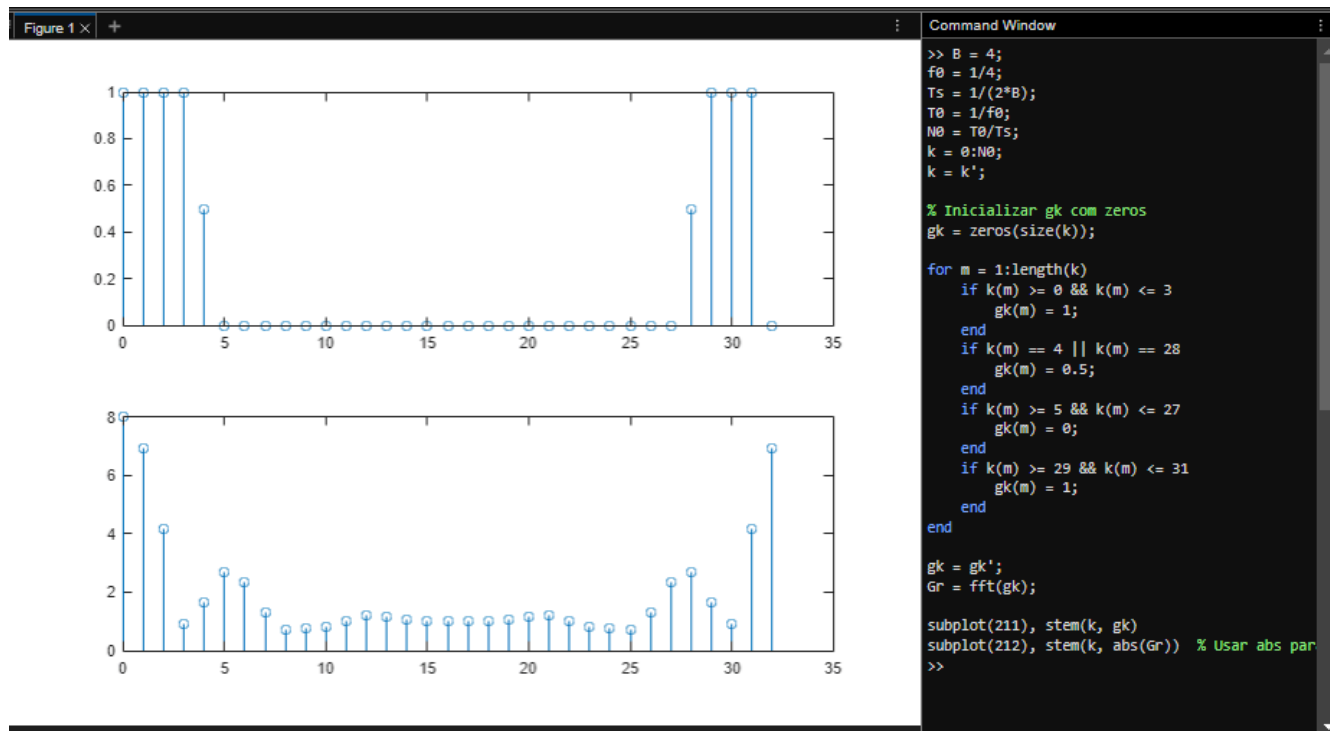 Figure 1 × +
1
0.8
0.6
0.4
0.2
0
0 5 10 15 20 25 30 35
8
6
4
2
0
0 5 10 15 20 25 30 35
Command Window
>> B = 4;
f0 = 1/4;
Ts = 1/(2*B);
T0 = 1/f0;
N0 = T0/Ts;
k = 0:N0;
k = k';
% Inicializar gk com zeros
gk = zeros(size(k));
for m = 1:length(k)
if k(m) >= 0 && k(m) <= 3
gk(m) = 1;
end
if k(m) == 4 || k(m) == 28
gk(m) = 0.5;
end
if k(m) >= 5 && k(m) <= 27
gk(m) = 0;
end
if k(m) >= 29 && k(m) <= 31
gk(m) = 1;
end
end
gk = gk';
Gr = fft(gk);
subplot(211), stem(k, gk)
subplot(212), stem(k, abs(Gr)) % Usar abs par
>>